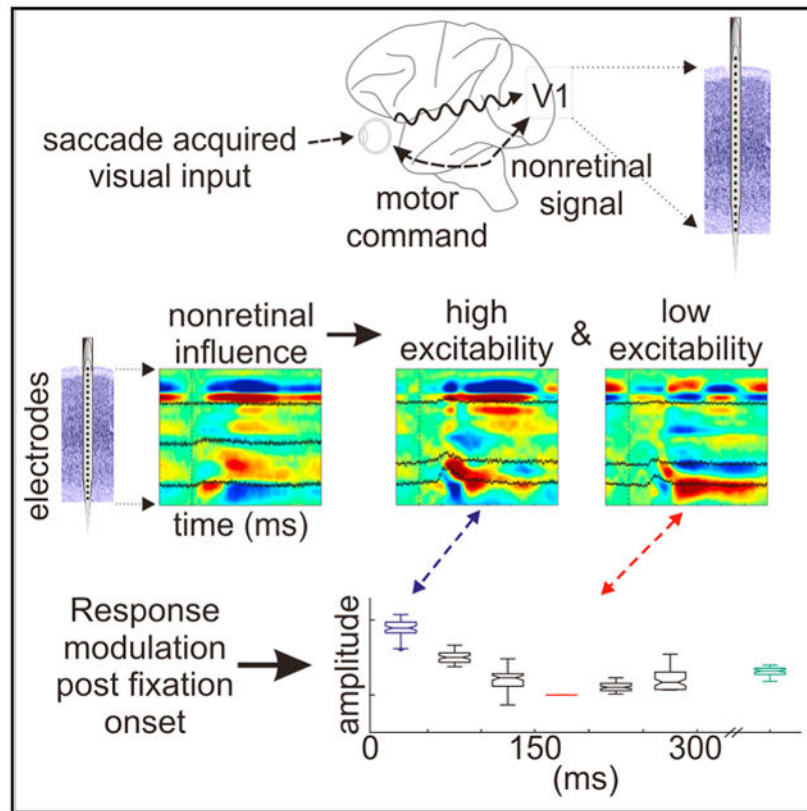 V1
saccade acquired
visual input
motor
command
nonretinal
signal
nonretinal
influence
high
excitability
&
low
excitability
electrodes
time (ms)
Response
modulation
post fixation
onset
amplitude
0
150
300
(ms)